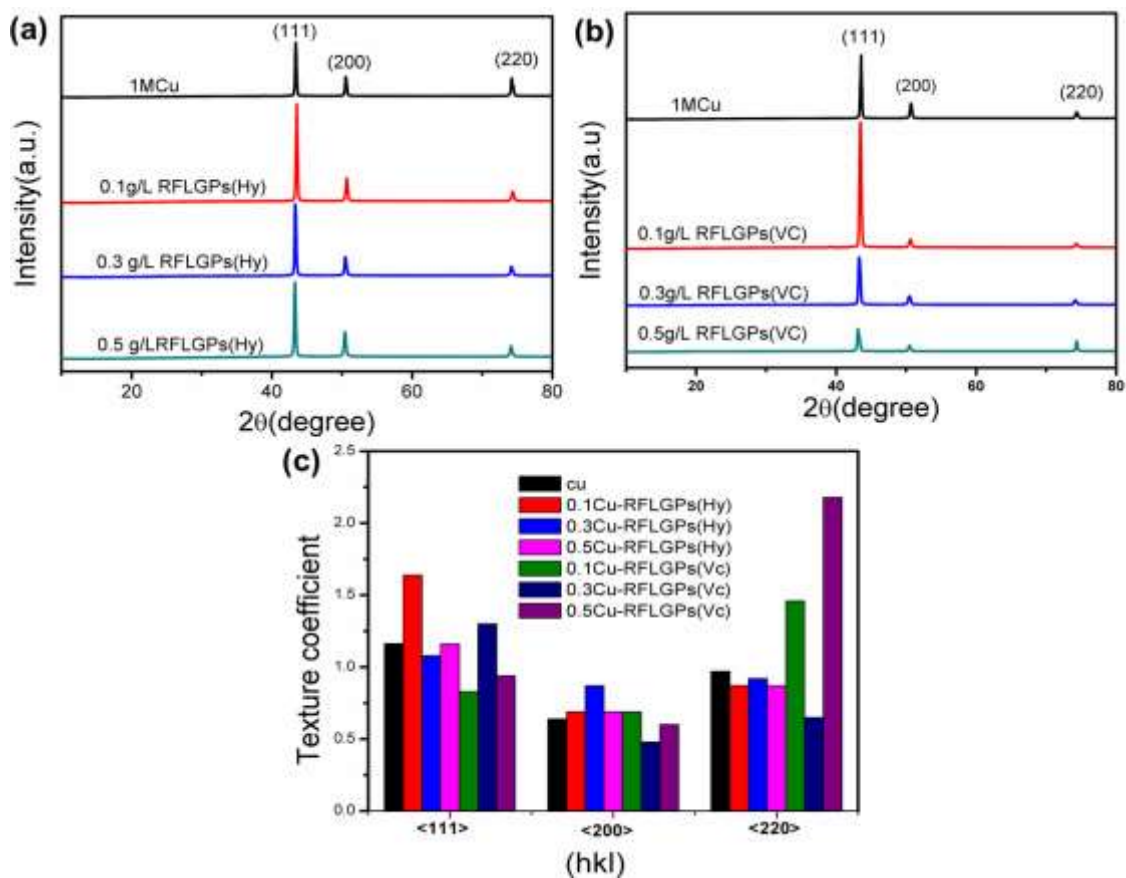 (a)
(111)
(200)
(220)
1MCu
0.1g/L RFLGPs(Hy)
0.3 g/L RFLGPs(Hy)
0.5 g/LRFLGPs(Hy)
Intensity(a.u.)
20
40
60
80
2θ(degree)
(b)
(111)
(200)
(220)
1MCu
0.1g/L RFLGPs(VC)
0.3g/L RFLGPs(VC)
0.5g/L RFLGPs(VC)
Intensity(a.u.)
20
40
60
80
2θ(degree)
(c)
2.5
2.0
1.5
1.0
0.5
0.0
Texture coefficient
cu
0.1Cu-RFLGPs(Hy)
0.3Cu-RFLGPs(Hy)
0.5Cu-RFLGPs(Hy)
0.1Cu-RFLGPs(Vc)
0.3Cu-RFLGPs(Vc)
0.5Cu-RFLGPs(Vc)
<111>
<200>
<220>
(hkl)